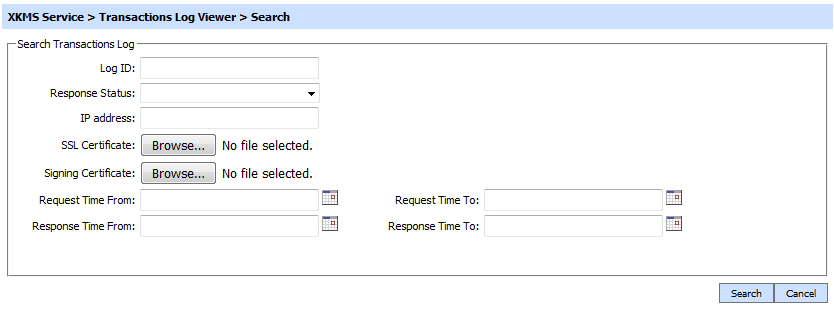 XKMS Service > Transactions Log Viewer > Search
Search Transactions Log
Log ID:
Response Status:
IP address:
SSL Certificate: Browse... No file selected.
Signing Certificate: Browse... No file selected.
Request Time From: Request Time To:
Response Time From: Response Time To:
Search Cancel